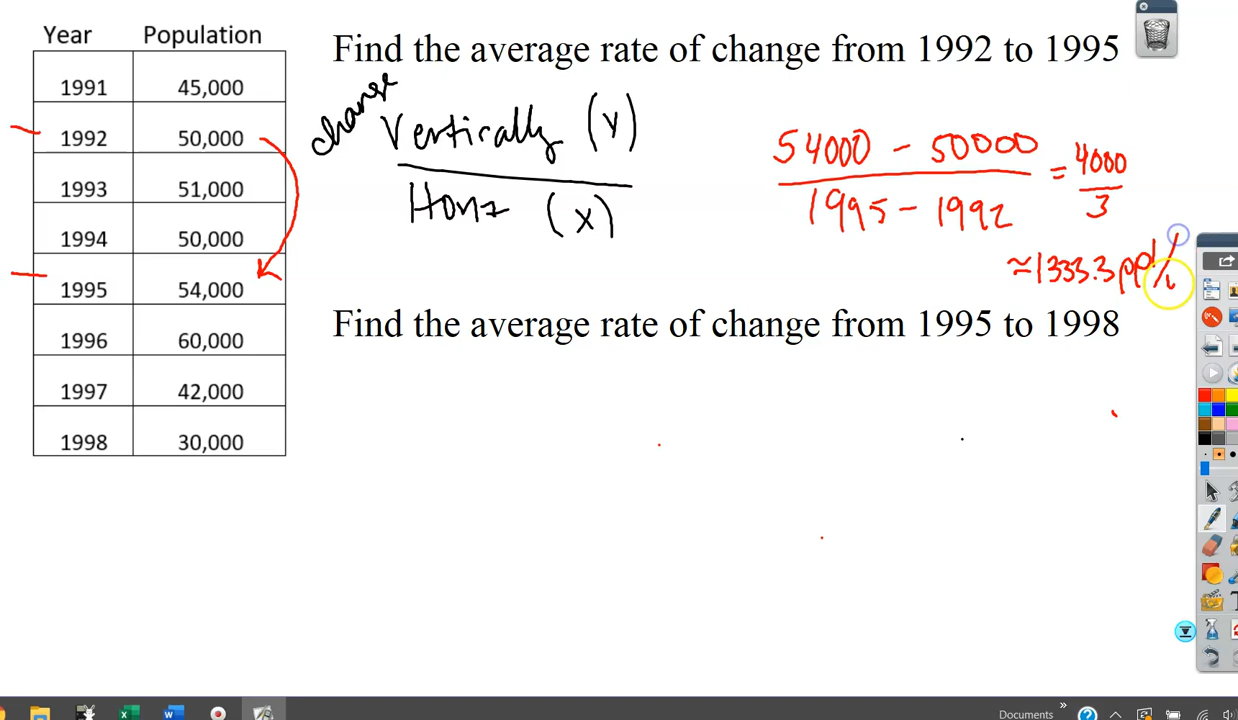 Year Population
1991 45,000
1992 50,000
1993 51,000
1994 50,000
1995 54,000
1996 60,000
1997 42,000
1998 30,000
Find the average rate of change from 1992 to 1995
change Vertically (y)
Horiz (x)
54000 - 50000 = 4000
1995 - 1992 3
≈1333.3 ppl/
Find the average rate of change from 1995 to 1998
Documents »